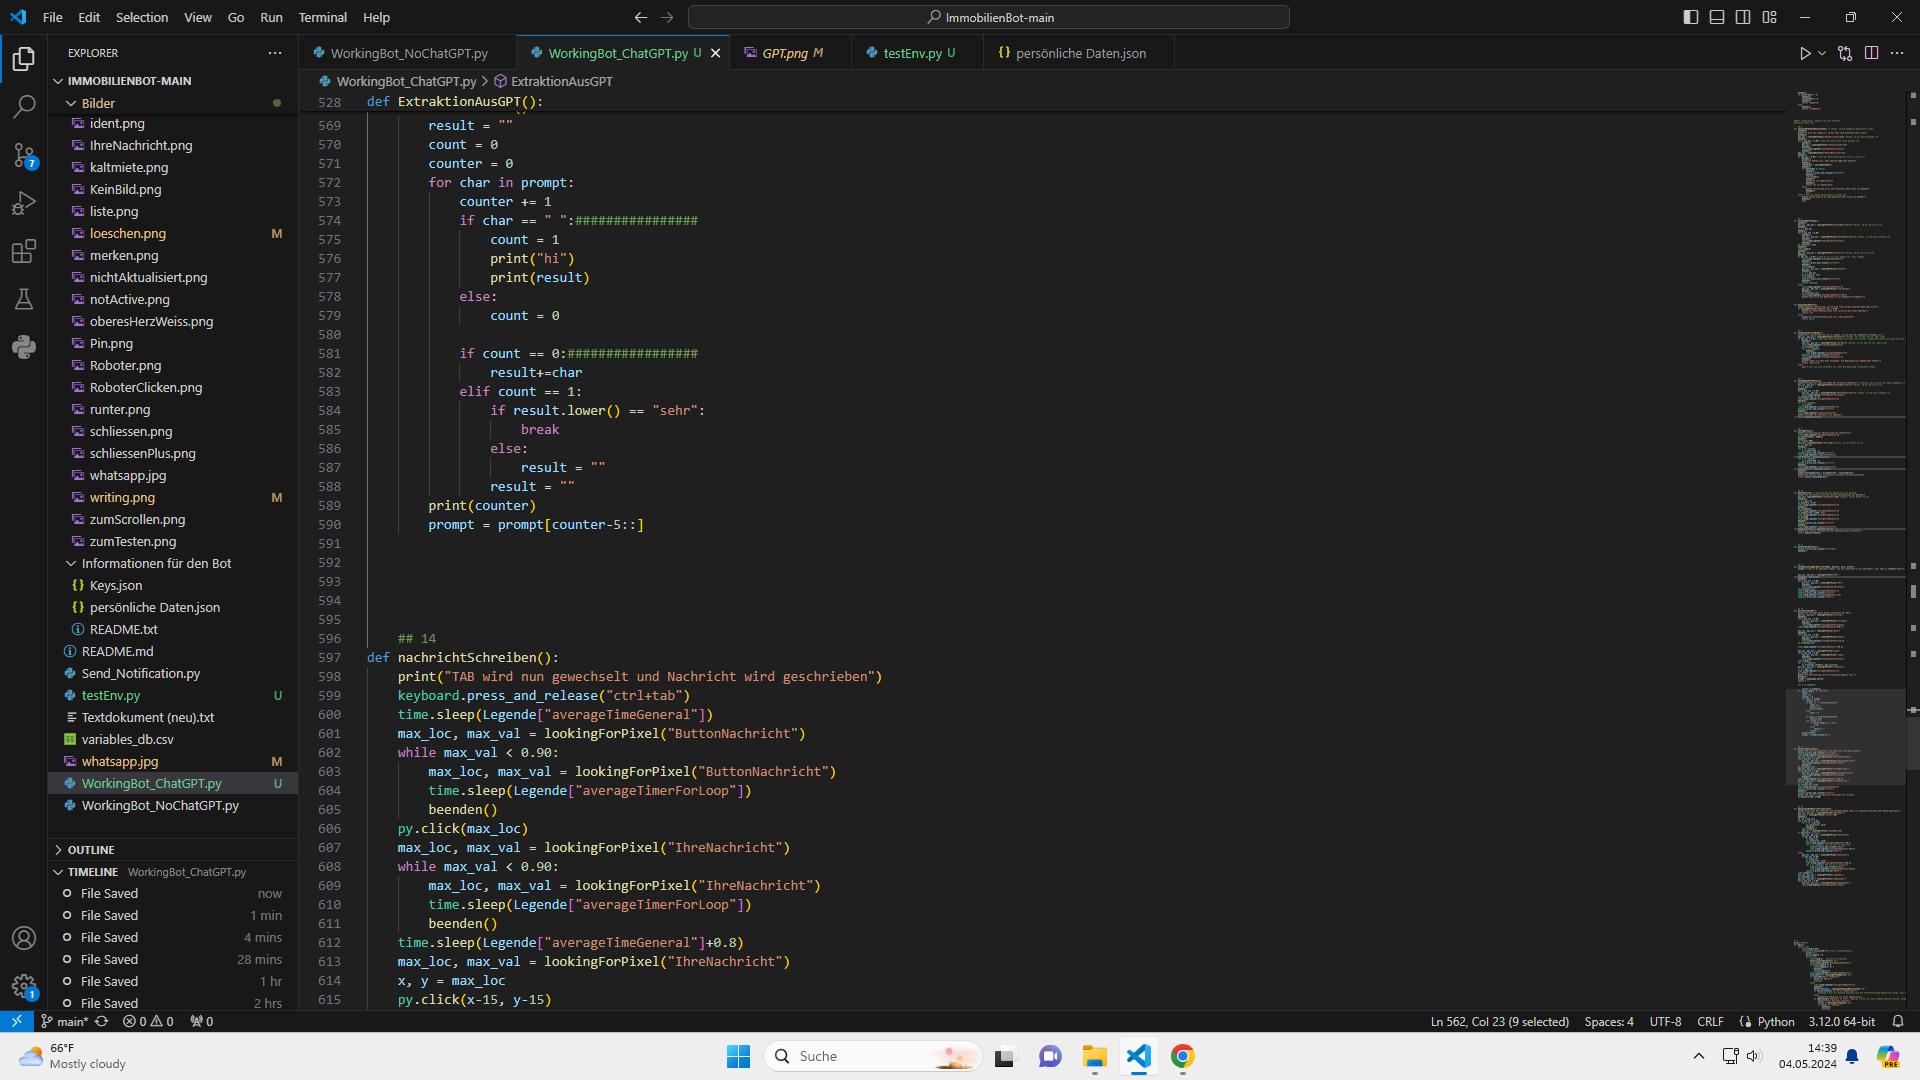 File Edit Selection View Go Run Terminal Help
ImmobilienBot-main
EXPLORER
WorkingBot_NoChatGPT.py
WorkingBot_ChatGPT.py U
GPT.png M
testEnv.py U
{} persönliche Daten.json
IMMOBILIENBOT-MAIN
Bilder
ident.png
IhreNachricht.png
kaltmiete.png
KeinBild.png
liste.png
loeschen.png M
merken.png
nichtAktualisiert.png
notActive.png
oberesHerzWeiss.png
Pin.png
Roboter.png
RoboterClicken.png
runter.png
schliessen.png
schliessenPlus.png
whatsapp.jpg
writing.png M
zumScrollen.png
zumTesten.png
Informationen für den Bot
{} Keys.json
{} persönliche Daten.json
README.txt
README.md
Send_Notification.py
testEnv.py U
Textdokument (neu).txt
variables_db.csv
whatsapp.jpg M
WorkingBot_ChatGPT.py U
WorkingBot_NoChatGPT.py
OUTLINE
TIMELINE WorkingBot_ChatGPT.py
File Saved now
File Saved 1 min
File Saved 4 mins
File Saved 28 mins
File Saved 1 hr
File Saved 2 hrs
7
1
WorkingBot_ChatGPT.py > ExtraktionAusGPT
528 def ExtraktionAusGPT():
569 result = ""
570 count = 0
571 counter = 0
572 for char in prompt:
573 counter += 1
574 if char == " ":################
575 count = 1
576 print("hi")
577 print(result)
578 else:
579 count = 0
580
581 if count == 0:#################
582 result+=char
583 elif count == 1:
584 if result.lower() == "sehr":
585 break
586 else:
587 result = ""
588 result = ""
589 print(counter)
590 prompt = prompt[counter-5::]
591
592
593
594
595
596 ## 14
597 def nachrichtSchreiben():
598 print("TAB wird nun gewechselt und Nachricht wird geschrieben")
599 keyboard.press_and_release("ctrl+tab")
600 time.sleep(Legende["averageTimeGeneral"])
601 max_loc, max_val = lookingForPixel("ButtonNachricht")
602 while max_val < 0.90:
603 max_loc, max_val = lookingForPixel("ButtonNachricht")
604 time.sleep(Legende["averageTimerForLoop"])
605 beenden()
606 py.click(max_loc)
607 max_loc, max_val = lookingForPixel("IhreNachricht")
608 while max_val < 0.90:
609 max_loc, max_val = lookingForPixel("IhreNachricht")
610 time.sleep(Legende["averageTimerForLoop"])
611 beenden()
612 time.sleep(Legende["averageTimeGeneral"]+0.8)
613 max_loc, max_val = lookingForPixel("IhreNachricht")
614 x, y = max_loc
615 py.click(x-15, y-15)
main* 0 0 0
Ln 562, Col 23 (9 selected) Spaces: 4 UTF-8 CRLF {} Python 3.12.0 64-bit
66°F
Mostly cloudy
Suche
14:39
04.05.2024
PRE